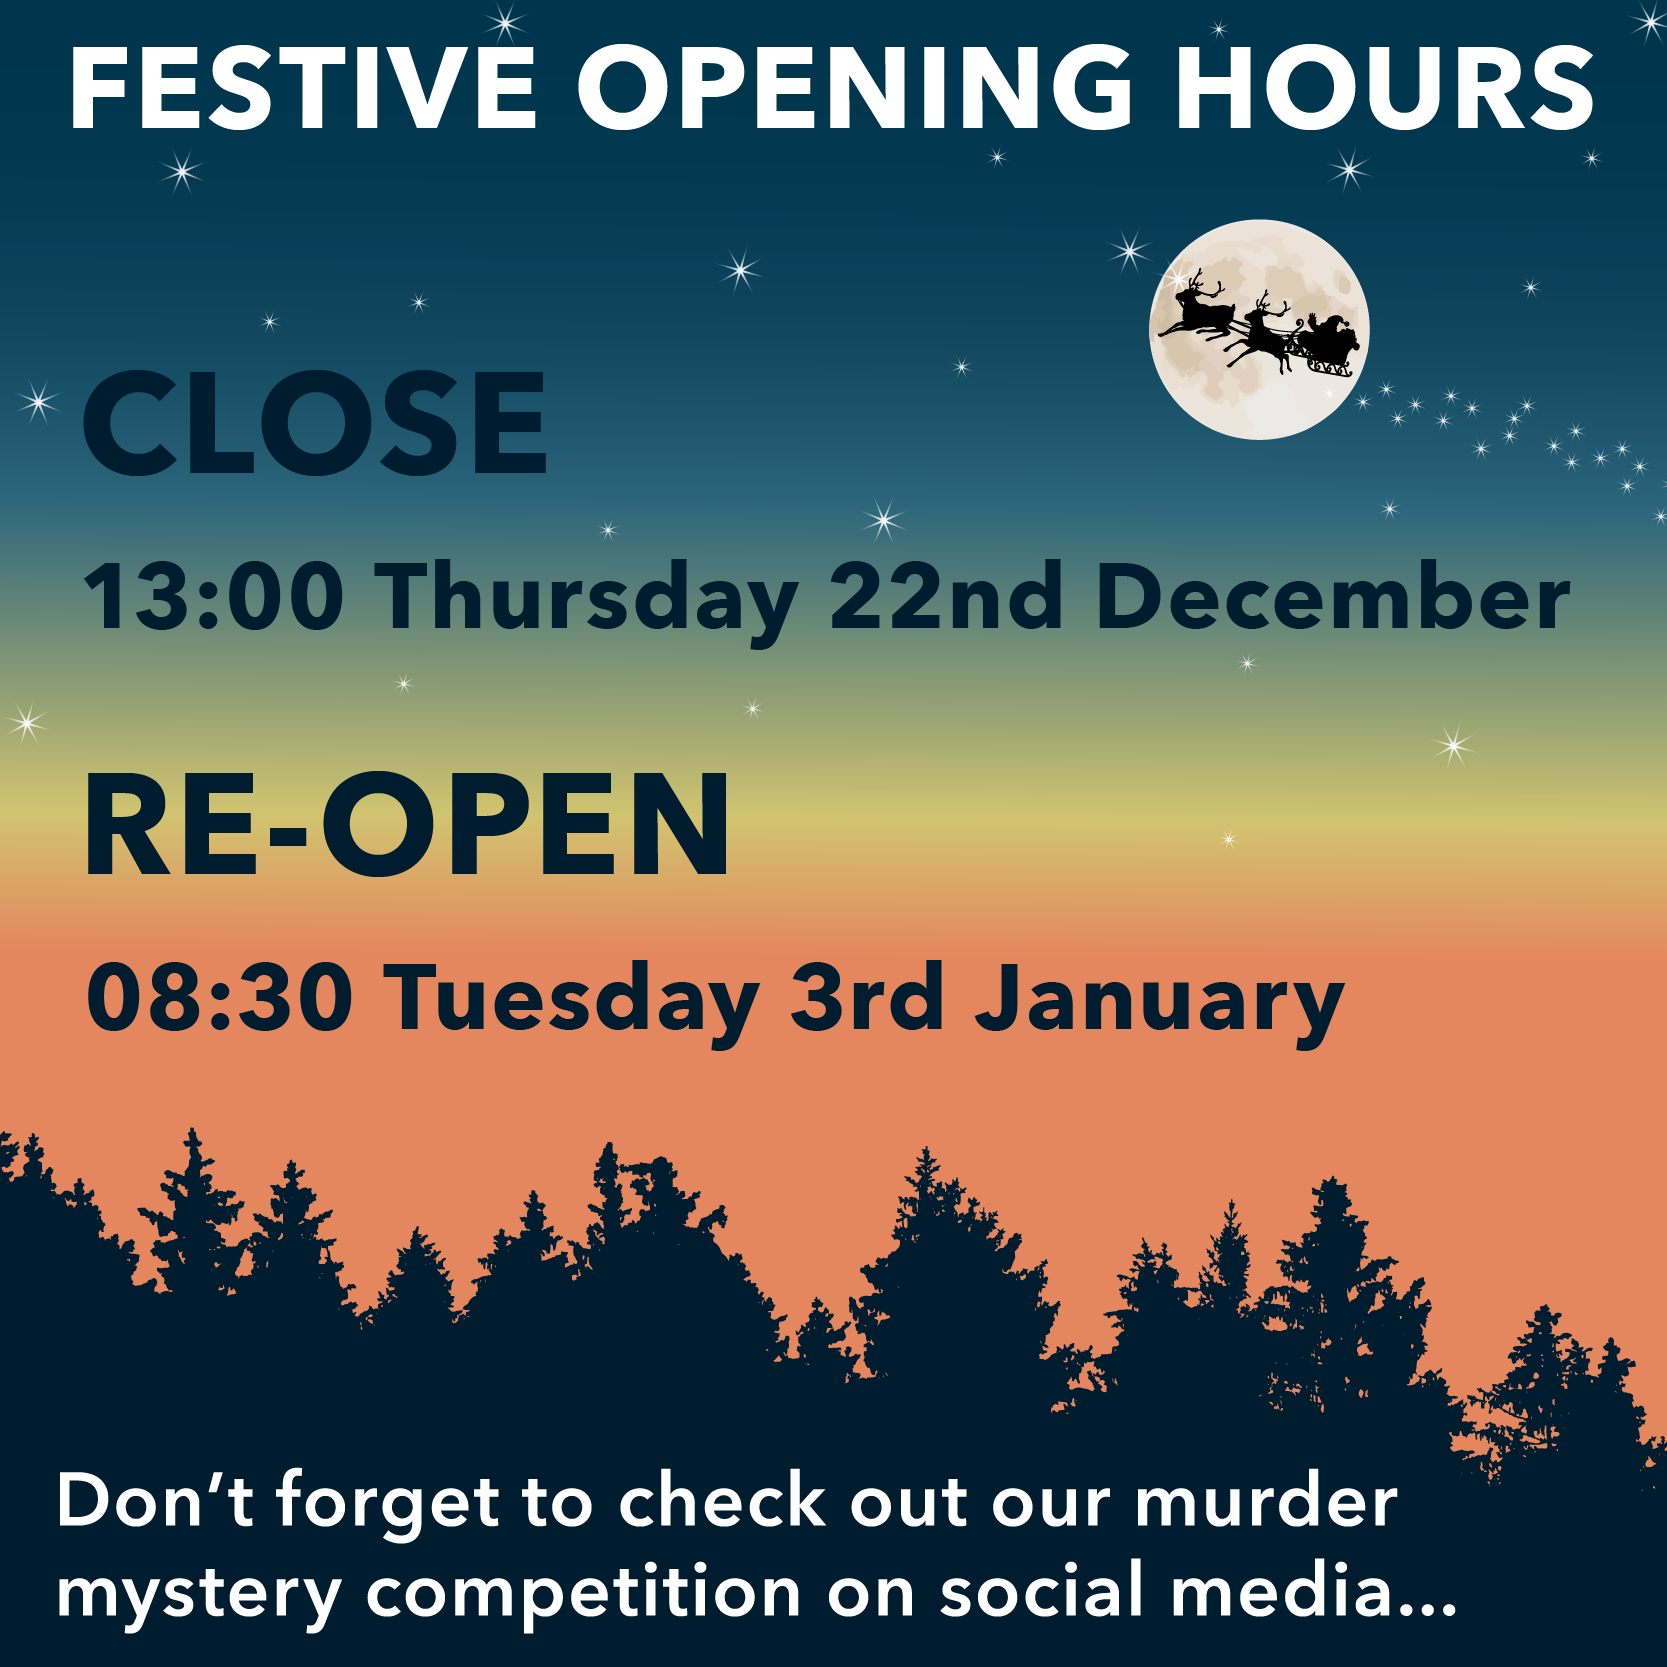 FESTIVE OPENING HOURS
CLOSE
13:00 Thursday 22nd December
RE-OPEN
08:30 Tuesday 3rd January
Don’t forget to check out our murder
mystery competition on social media...